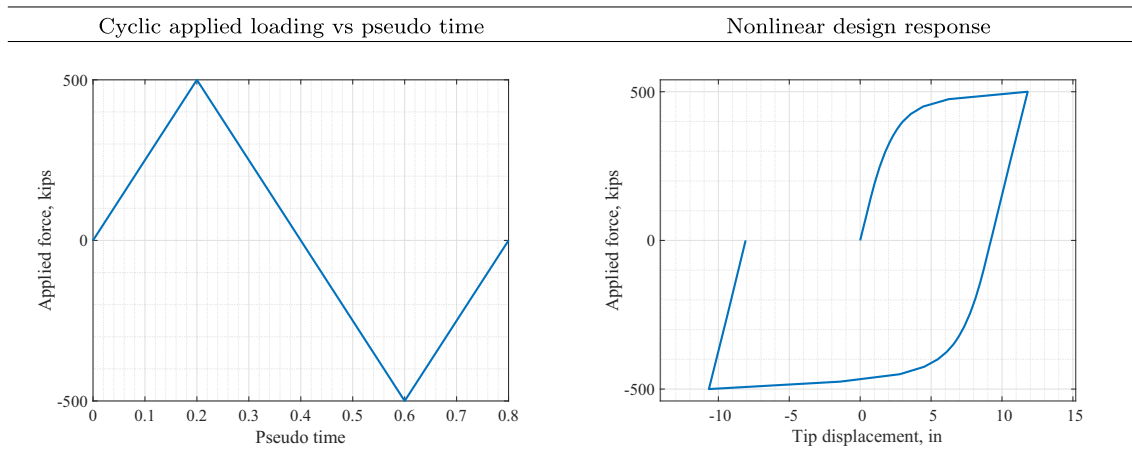 Cyclic applied loading vs pseudo time
Nonlinear design response
500
0
-500
Applied force, kips
0 0.1 0.2 0.3 0.4 0.5 0.6 0.7 0.8
Pseudo time
500
0
-500
Applied force, kips
-10 -5 0 5 10 15
Tip displacement, in